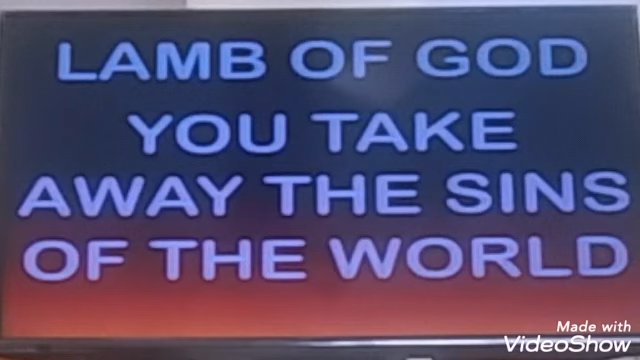 LAMB OF GOD
YOU TAKE
AWAY THE SINS
OF THE WORLD
Made with
VideoShow